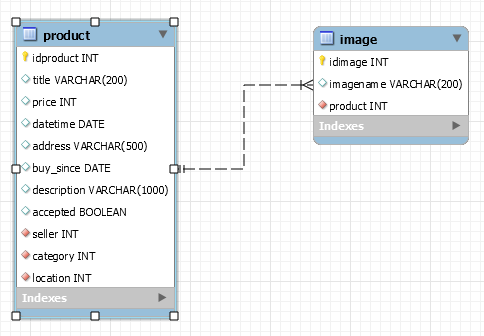 product
idproduct INT
title VARCHAR(200)
price INT
datetime DATE
address VARCHAR(500)
buy_since DATE
description VARCHAR(1000)
accepted BOOLEAN
seller INT
category INT
location INT
Indexes
image
idimage INT
imagename VARCHAR(200)
product INT
Indexes